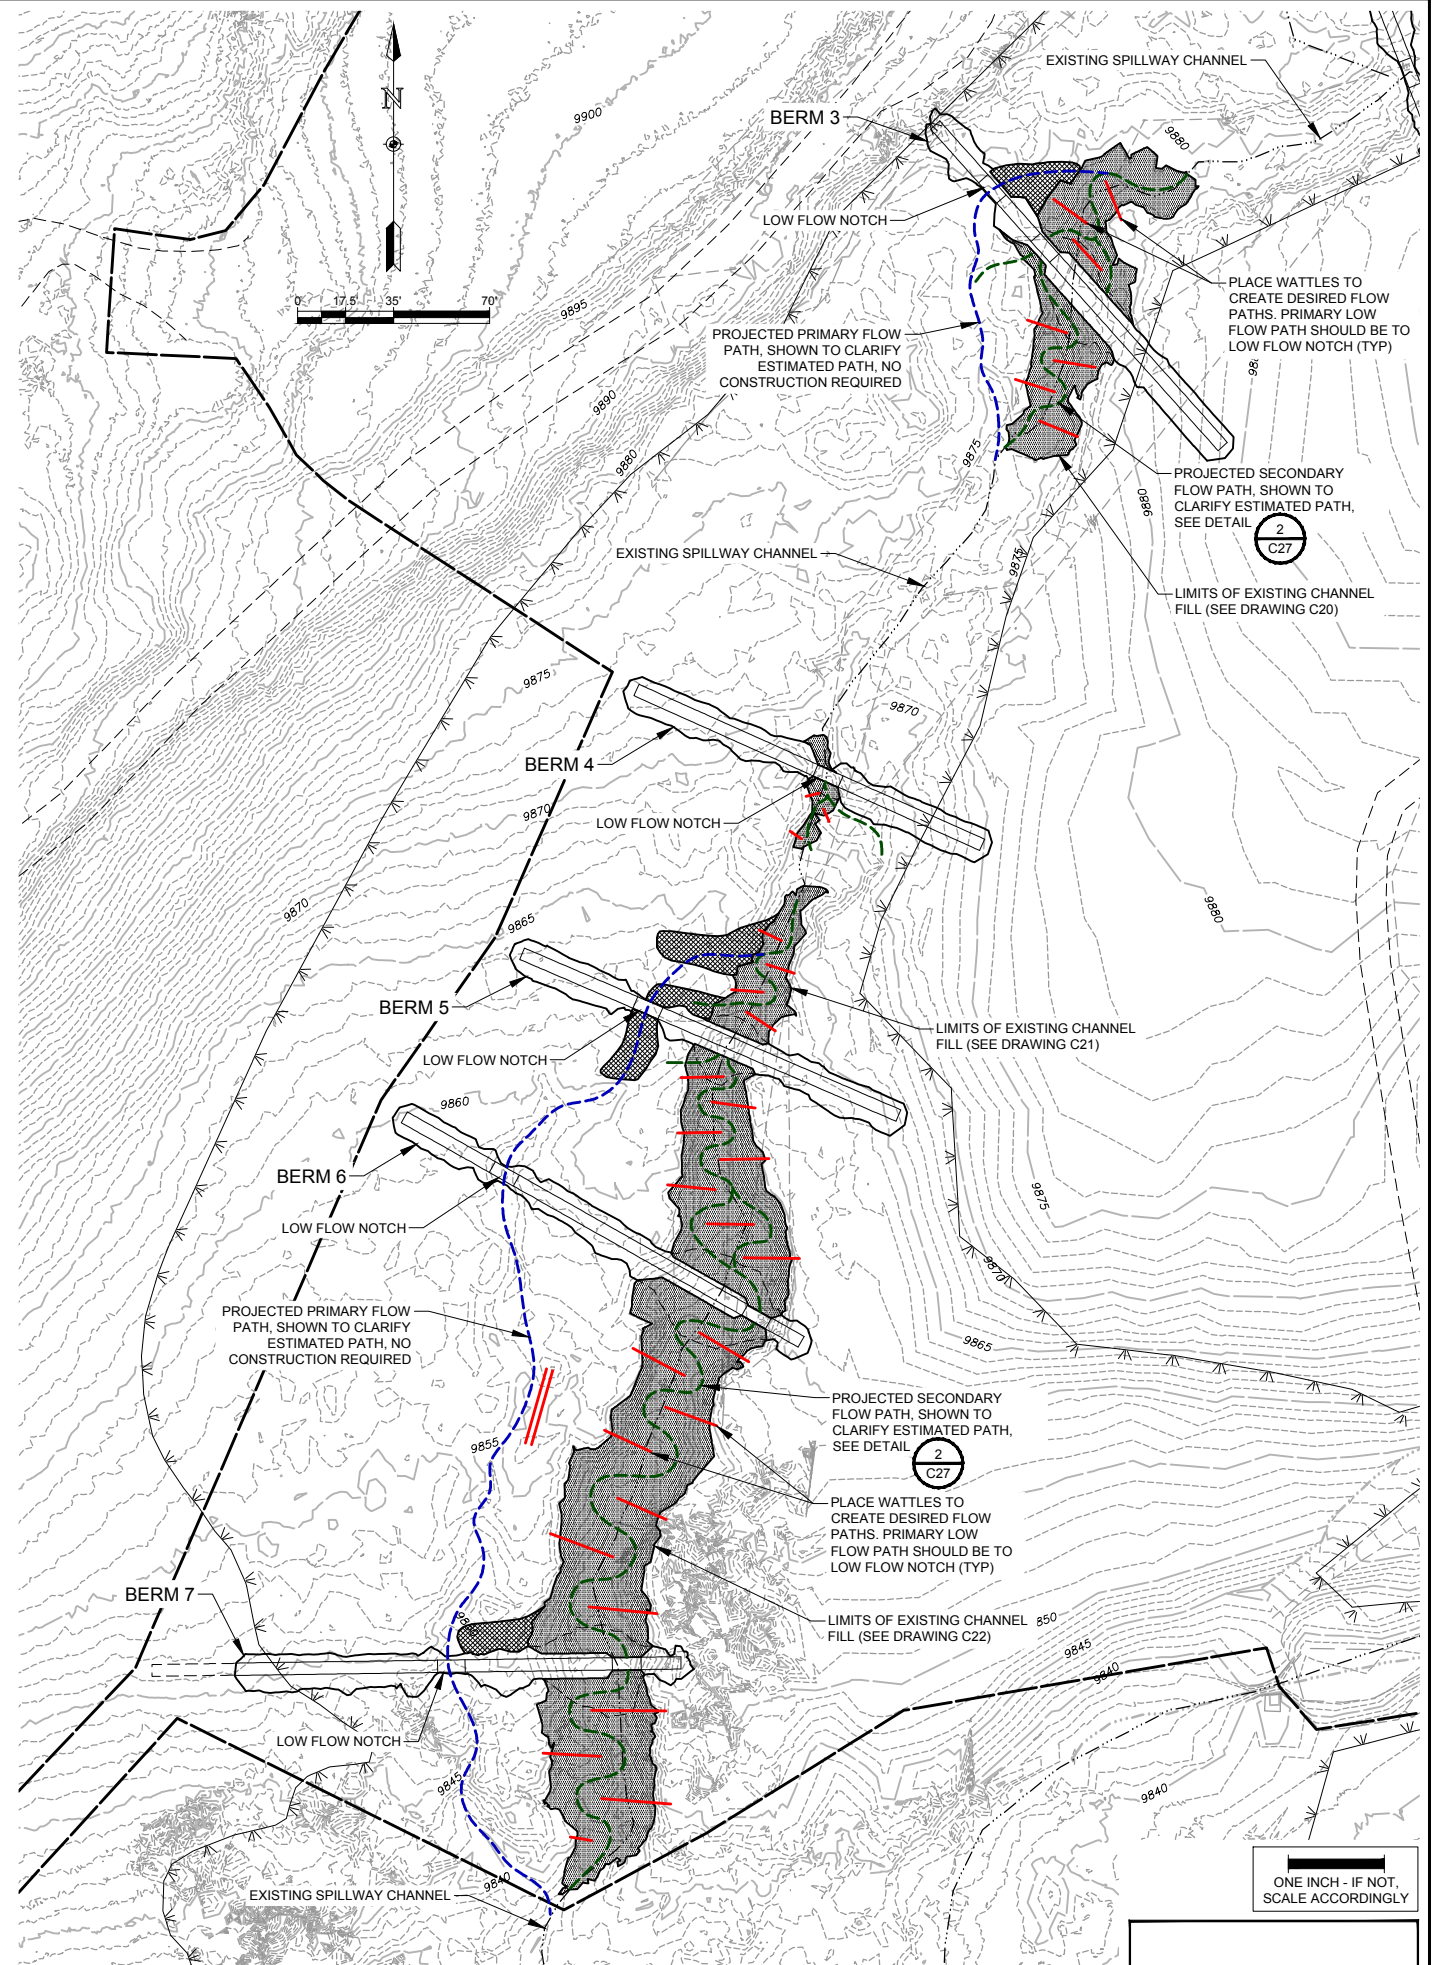 EXISTING SPILLWAY CHANNEL
BERM 3
9900
9880
N
LOW FLOW NOTCH
0 17.5 35' 70'
9895
PLACE WATTLES TO
CREATE DESIRED FLOW
PATHS. PRIMARY LOW
FLOW PATH SHOULD BE TO
LOW FLOW NOTCH (TYP)
PROJECTED PRIMARY FLOW
PATH, SHOWN TO CLARIFY
ESTIMATED PATH, NO
CONSTRUCTION REQUIRED
9890
9880
9875
PROJECTED SECONDARY
FLOW PATH, SHOWN TO
CLARIFY ESTIMATED PATH,
SEE DETAIL
2
C27
9880
EXISTING SPILLWAY CHANNEL
9875
LIMITS OF EXISTING CHANNEL
FILL (SEE DRAWING C20)
9875
9870
BERM 4
9870
LOW FLOW NOTCH
9870
9865
9880
BERM 5
LOW FLOW NOTCH
LIMITS OF EXISTING CHANNEL
FILL (SEE DRAWING C21)
9860
BERM 6
9875
LOW FLOW NOTCH
9870
PROJECTED PRIMARY FLOW
PATH, SHOWN TO CLARIFY
ESTIMATED PATH, NO
CONSTRUCTION REQUIRED
9865
PROJECTED SECONDARY
FLOW PATH, SHOWN TO
CLARIFY ESTIMATED PATH,
SEE DETAIL
2
C27
9855
PLACE WATTLES TO
CREATE DESIRED FLOW
PATHS. PRIMARY LOW
FLOW PATH SHOULD BE TO
LOW FLOW NOTCH (TYP)
BERM 7
LIMITS OF EXISTING CHANNEL
FILL (SEE DRAWING C22)
9845
9840
LOW FLOW NOTCH
9845
9840
9840
EXISTING SPILLWAY CHANNEL
ONE INCH - IF NOT,
SCALE ACCORDINGLY